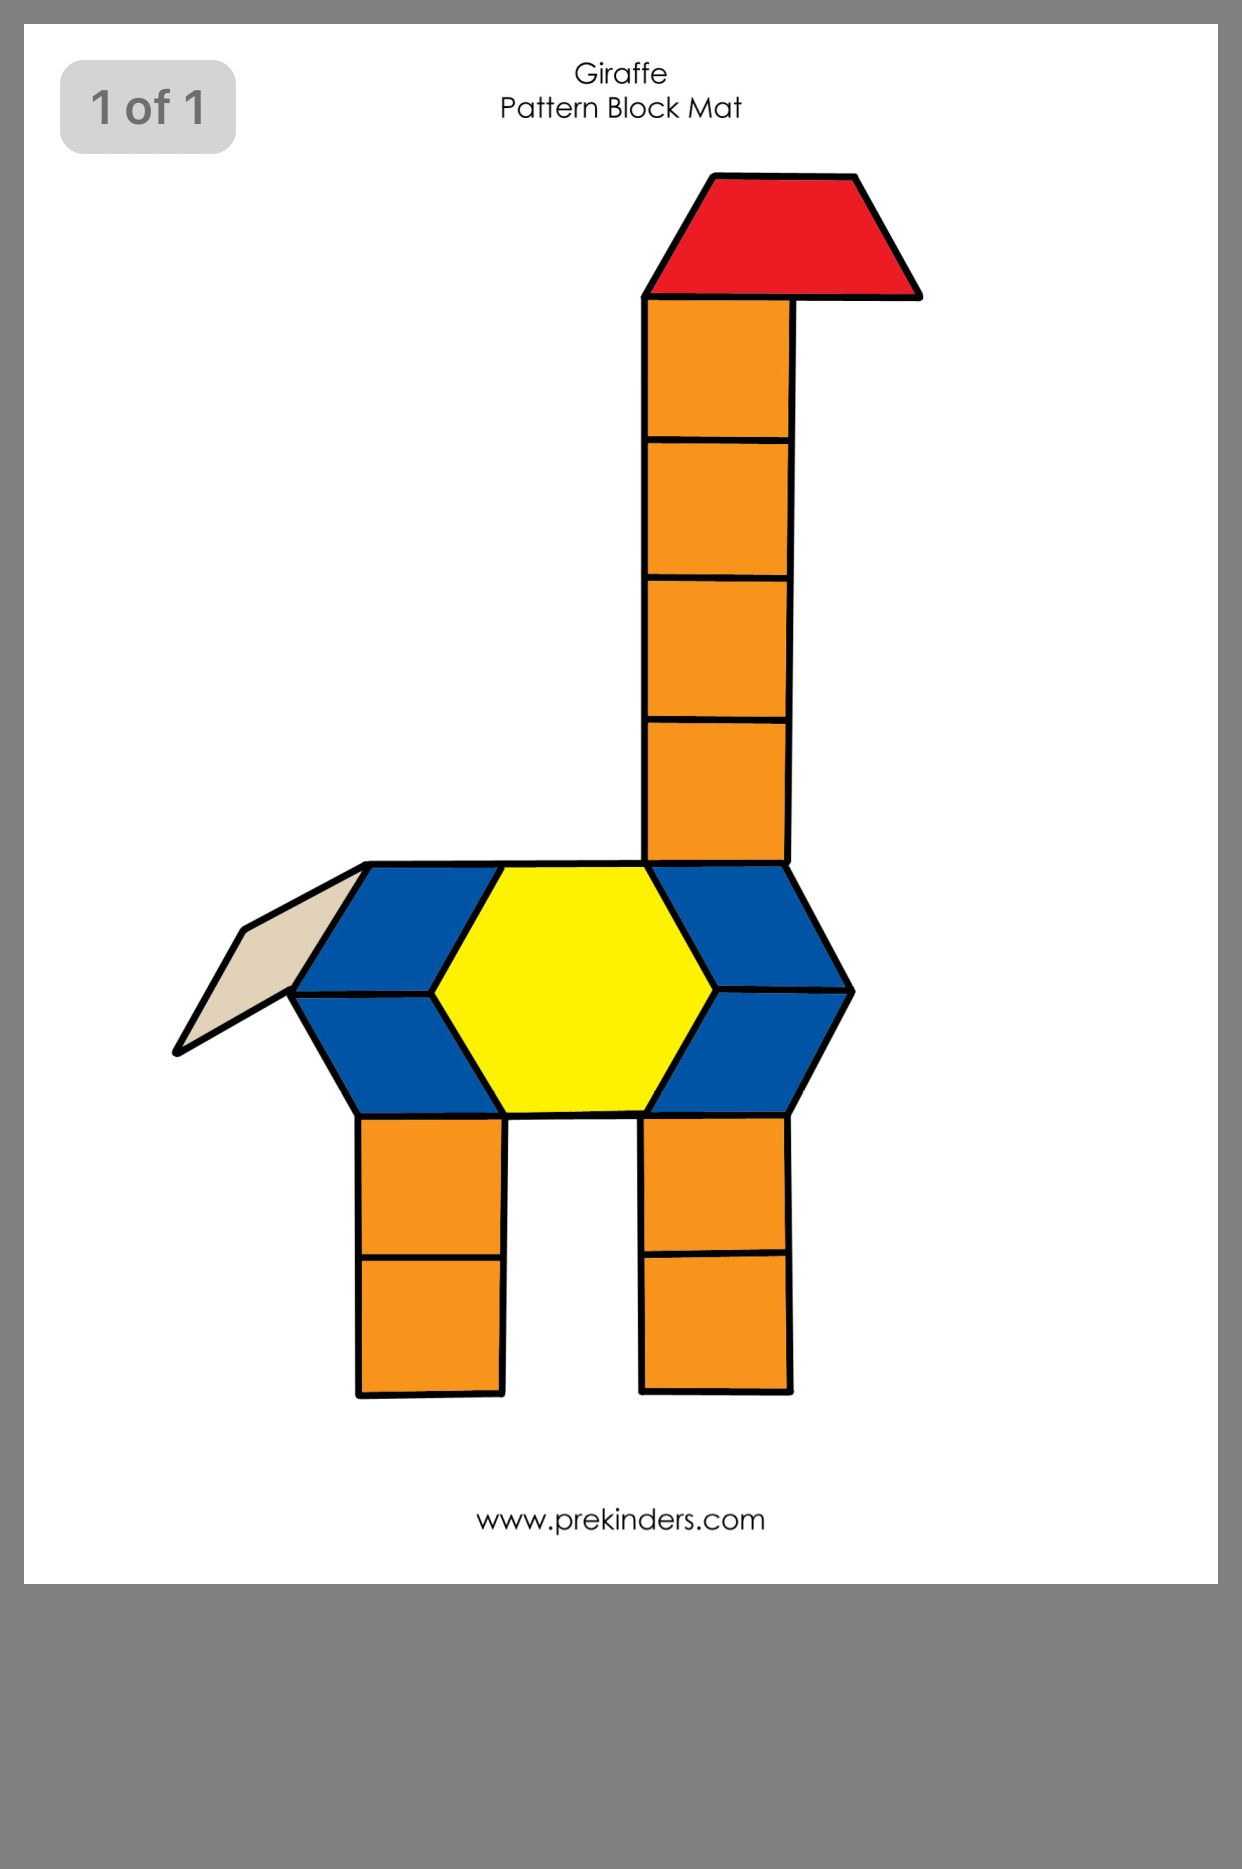 1 of 1
Giraffe
Pattern Block Mat
www.prekinders.com